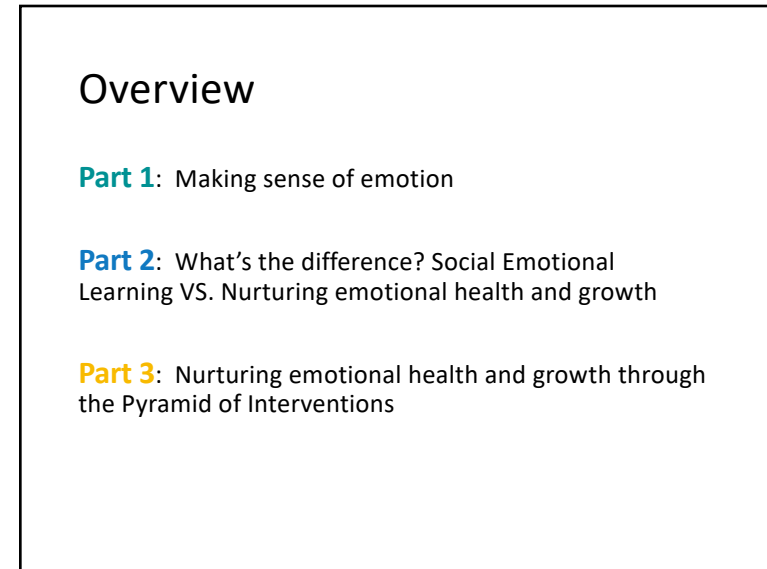 Overview
Part 1:  Making sense of emotion
Part 2:  What’s the difference? Social Emotional
Learning VS. Nurturing emotional health and growth
Part 3:  Nurturing emotional health and growth through
the Pyramid of Interventions